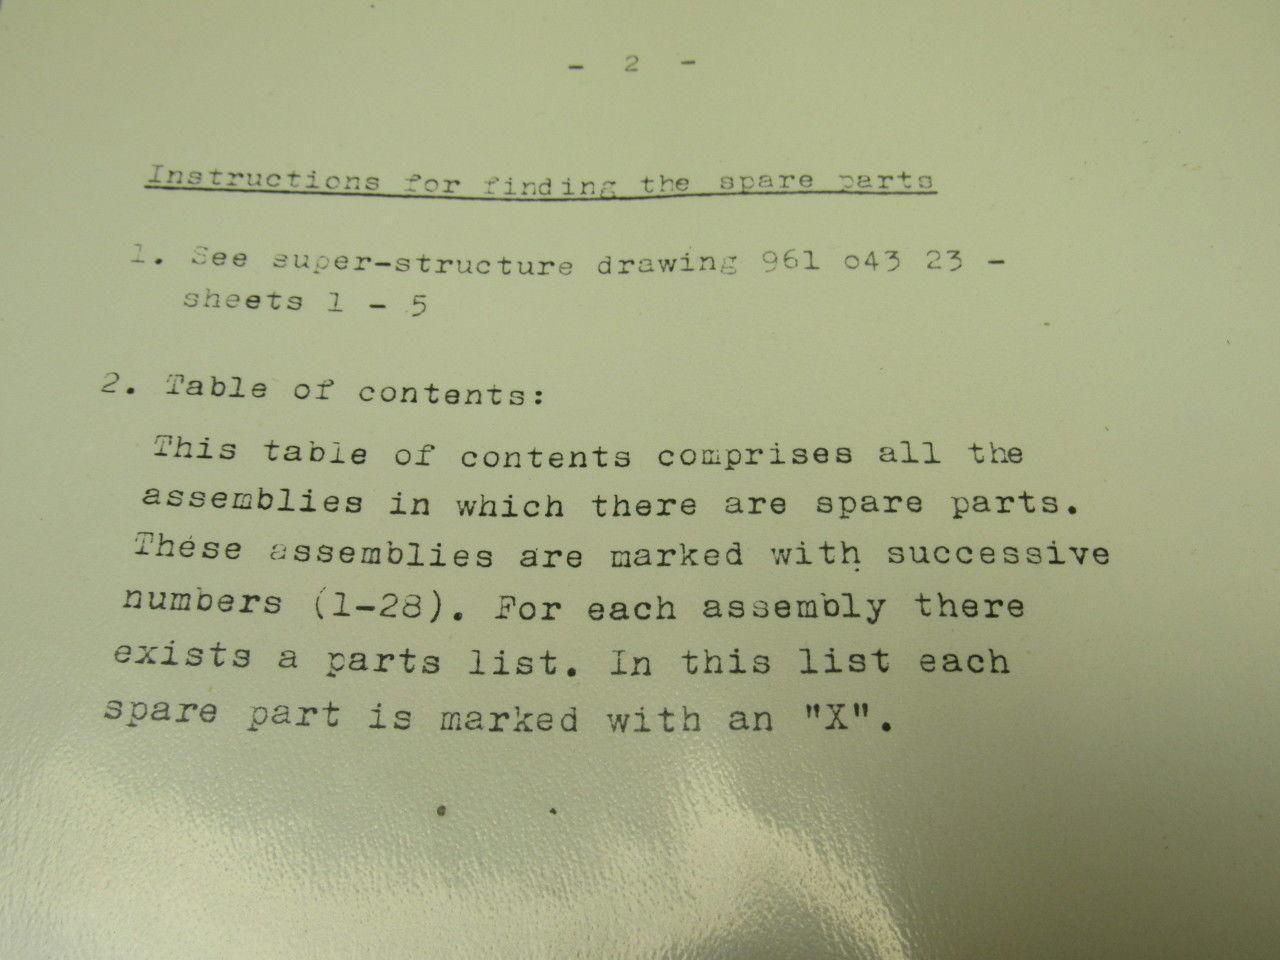 - 2 -
Instructions for finding the spare parts
1. See super-structure drawing 961 o43 23 -
sheets 1 - 5
2. Table of contents:
This table of contents comprises all the
assemblies in which there are spare parts.
These assemblies are marked with successive
numbers (1-28). For each assembly there
exists a parts list. In this list each
spare part is marked with an "X".